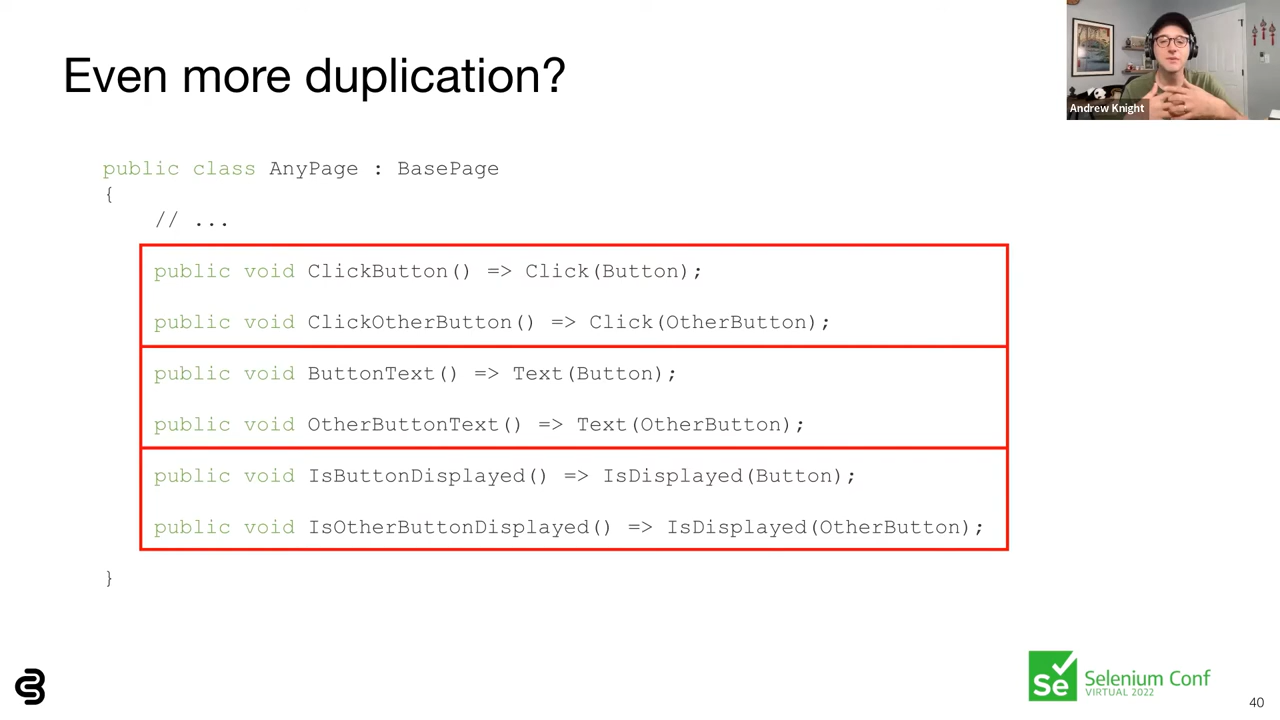 Even more duplication?
Andrew Knight
public class AnyPage : BasePage
{
// ...
public void ClickButton() => Click(Button);
public void ClickOtherButton() => Click(OtherButton);
public void ButtonText() => Text(Button);
public void OtherButtonText() => Text(OtherButton);
public void IsButtonDisplayed() => IsDisplayed(Button);
public void IsOtherButtonDisplayed() => IsDisplayed(OtherButton);
}
Se
Selenium Conf
VIRTUAL 2022
40